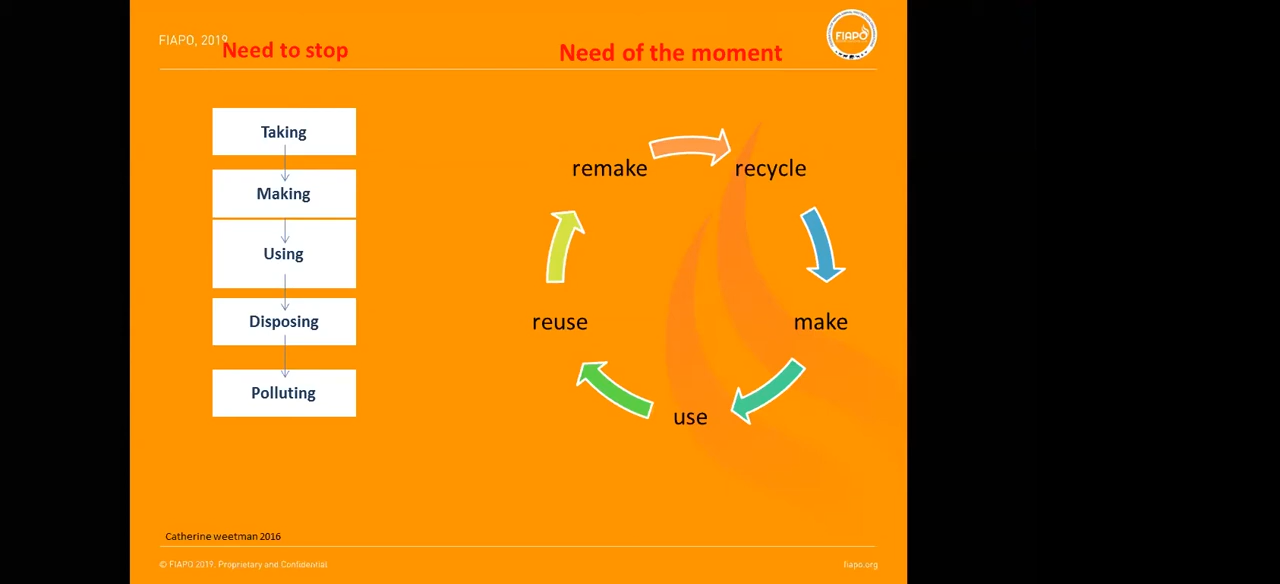 FIAPO, 2019
Need to stop
Need of the moment
FIAPO
Taking
Making
Using
Disposing
Polluting
remake
recycle
reuse
make
use
Catherine weetman 2016
© FIAPO 2019. Proprietary and Confidential
fiapo.org